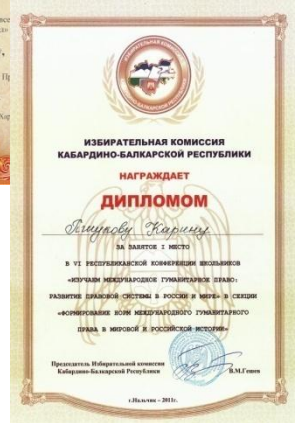 ИЗБИРАТЕЛЬНАЯ КОМИССИЯ
КАБАРДИНО-БАЛКАРСКОЙ РЕСПУБЛИКИ
НАГРАЖДАЕТ
ДИПЛОМОМ
Карину
ЗА ЗАНЯТОЕ I МЕСТО
В VI РЕСПУБЛИКАНСКОЙ КОНФЕРЕНЦИИ ШКОЛЬНИКОВ
«ИЗУЧАЕМ МЕЖДУНАРОДНОЕ ГУМАНИТАРНОЕ ПРАВО:
РАЗВИТИЕ ПРАВОВОЙ СИСТЕМЫ В РОССИИ И МИРЕ» В СЕКЦИИ
«ФОРМИРОВАНИЕ НОРМ МЕЖДУНАРОДНОГО ГУМАНИТАРНОГО
ПРАВА В МИРОВОЙ И РОССИЙСКОЙ ИСТОРИИ»
Председатель Избирательной комиссии
Кабардино-Балкарской Республики
В.М.Гешев
г.Нальчик – 2011г.